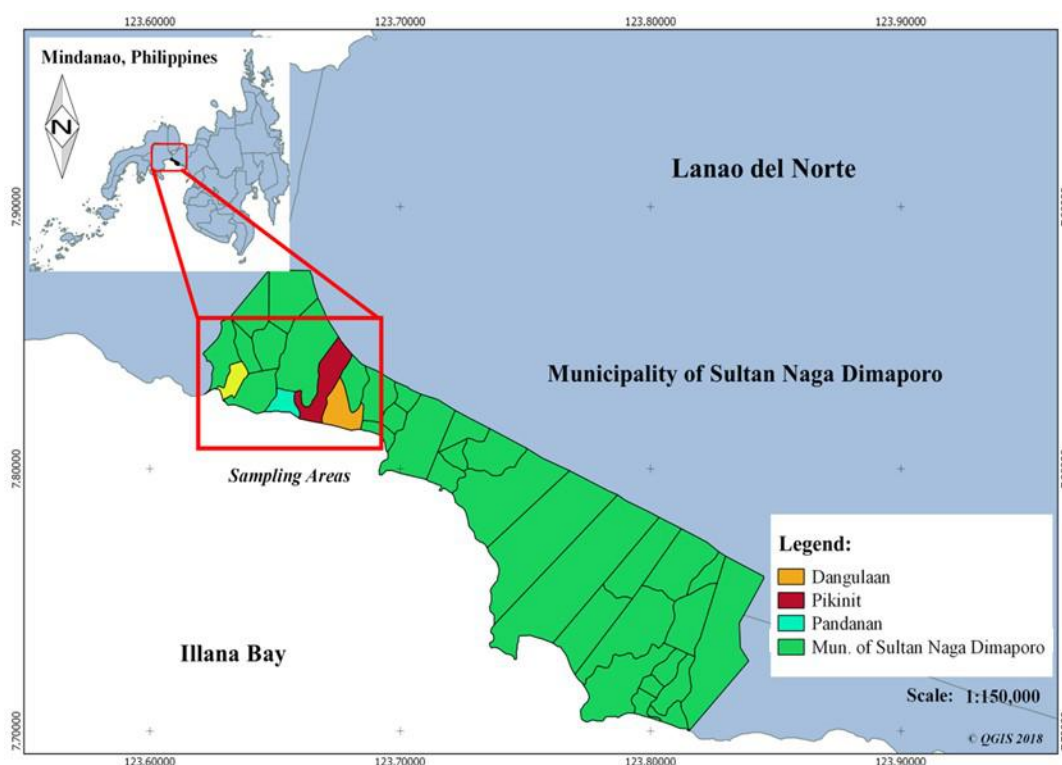 123.60000
123.70000
123.80000
123.90000
Mindanao, Philippines
N
Lanao del Norte
7.90000
Municipality of Sultan Naga Dimaporo
7.80000
Sampling Areas
Legend:
Dangulaan
Pikinit
Pandanan
Mun. of Sultan Naga Dimaporo
Illana Bay
Scale: 1:150,000
7.70000
© QGIS 2018
123.60000
123.70000
123.80000
123.90000